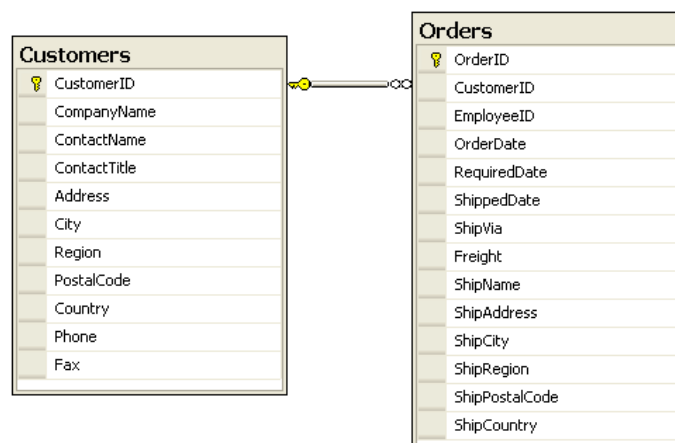 Customers
CustomerID
CompanyName
ContactName
ContactTitle
Address
City
Region
PostalCode
Country
Phone
Fax
Orders
OrderID
CustomerID
EmployeeID
OrderDate
RequiredDate
ShippedDate
ShipVia
Freight
ShipName
ShipAddress
ShipCity
ShipRegion
ShipPostalCode
ShipCountry